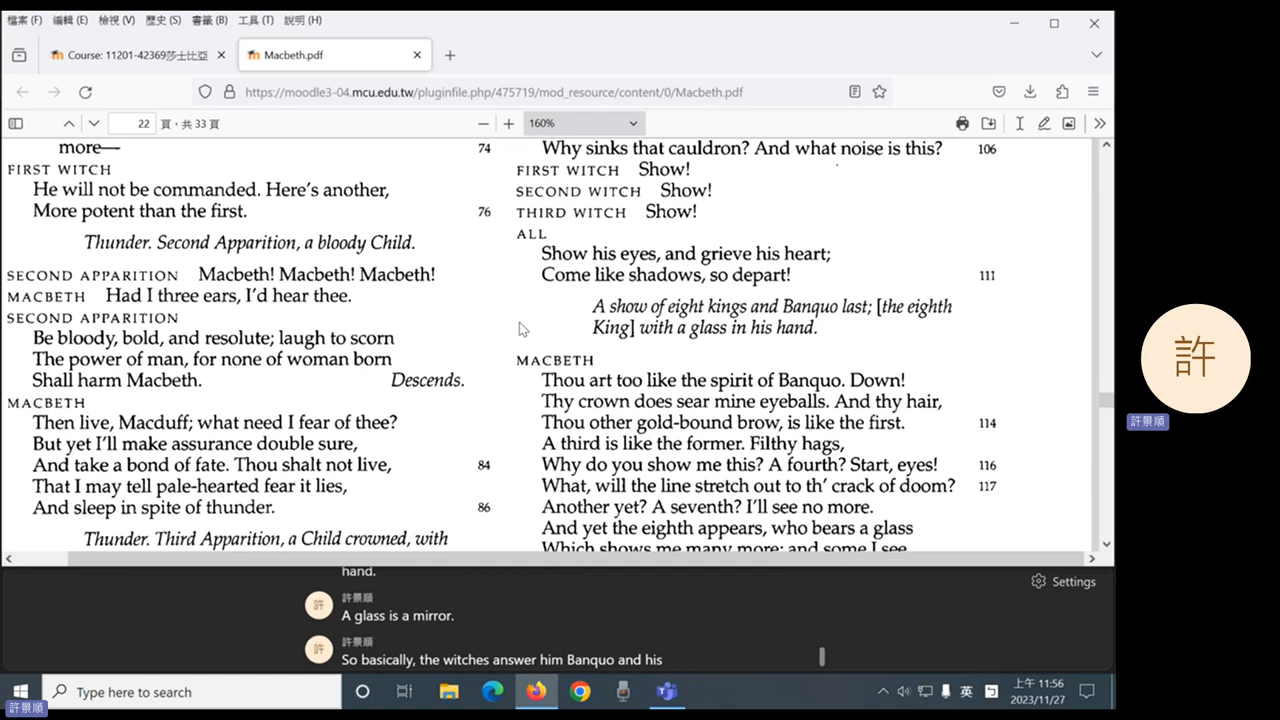 檔案 (F) 編輯 (E) 檢視 (V) 歷史 (S) 書籤 (B) 工具 (T) 說明 (H)
Course: 11201-42369莎士比亞
Macbeth.pdf
https://moodle3-04.mcu.edu.tw/pluginfile.php/475719/mod_resource/content/0/Macbeth.pdf
22 頁，共 33 頁
160%
more— 74
FIRST WITCH
He will not be commanded. Here's another,
More potent than the first. 76
Thunder. Second Apparition, a bloody Child.
SECOND APPARITION Macbeth! Macbeth! Macbeth!
MACBETH Had I three ears, I'd hear thee.
SECOND APPARITION
Be bloody, bold, and resolute; laugh to scorn
The power of man, for none of woman born
Shall harm Macbeth. Descends.
MACBETH
Then live, Macduff; what need I fear of thee?
But yet I'll make assurance double sure,
And take a bond of fate. Thou shalt not live, 84
That I may tell pale-hearted fear it lies,
And sleep in spite of thunder. 86
Thunder. Third Apparition, a Child crowned, with
Why sinks that cauldron? And what noise is this? 106
FIRST WITCH Show!
SECOND WITCH Show!
THIRD WITCH Show!
ALL
Show his eyes, and grieve his heart;
Come like shadows, so depart! 111
A show of eight kings and Banquo last; [the eighth
King] with a glass in his hand.
MACBETH
Thou art too like the spirit of Banquo. Down!
Thy crown does sear mine eyeballs. And thy hair,
Thou other gold-bound brow, is like the first. 114
A third is like the former. Filthy hags,
Why do you show me this? A fourth? Start, eyes! 116
What, will the line stretch out to th' crack of doom? 117
Another yet? A seventh? I'll see no more.
And yet the eighth appears, who bears a glass
Which shows me many more; and some I see
hand.
Settings
許 許景順
A glass is a mirror.
許 許景順
So basically, the witches answer him Banquo and his
許
許景順
Type here to search
英
上午 11:56
2023/11/27
許景順